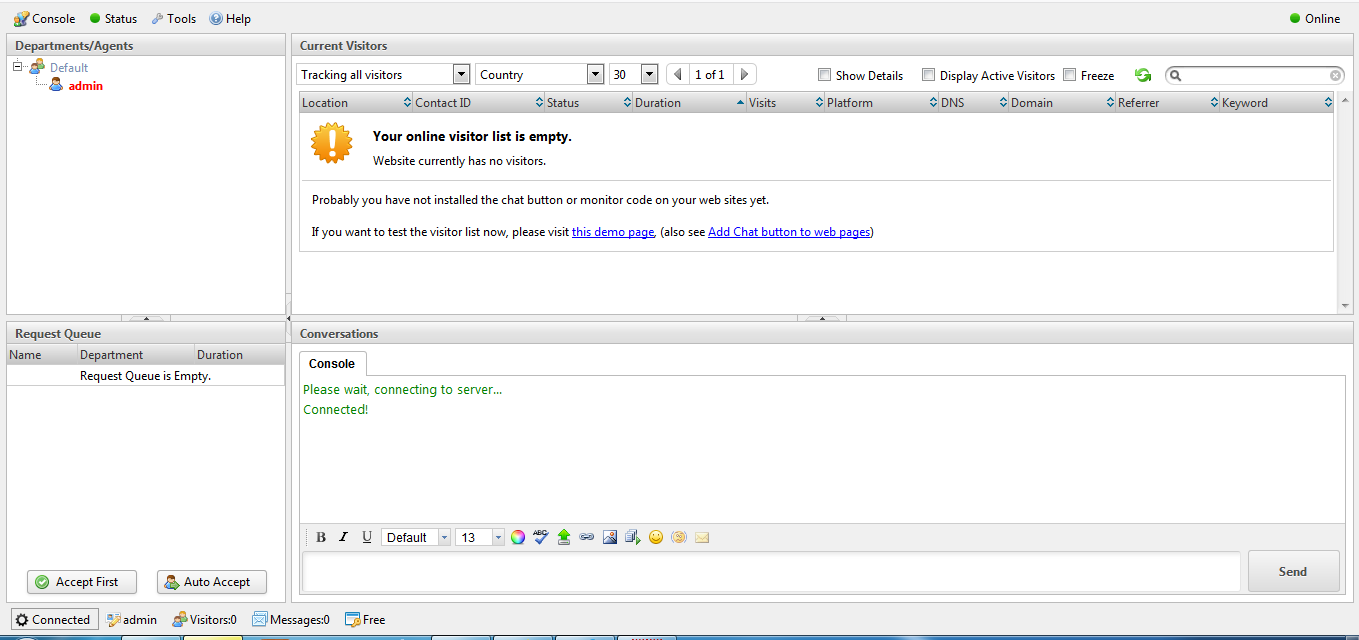 Console Status Tools Help Online
Departments/Agents
Default
admin
Current Visitors
Tracking all visitors Country 30 1 of 1 Show Details Display Active Visitors Freeze
Location Contact ID Status Duration Visits Platform DNS Domain Referrer Keyword
Your online visitor list is empty.
Website currently has no visitors.
Probably you have not installed the chat button or monitor code on your web sites yet.
If you want to test the visitor list now, please visit this demo page, (also see Add Chat button to web pages)
Request Queue
Name Department Duration
Request Queue is Empty.
Accept First Auto Accept
Conversations
Console
Please wait, connecting to server...
Connected!
B I U Default 13 ABC
Send
Connected admin Visitors:0 Messages:0 Free